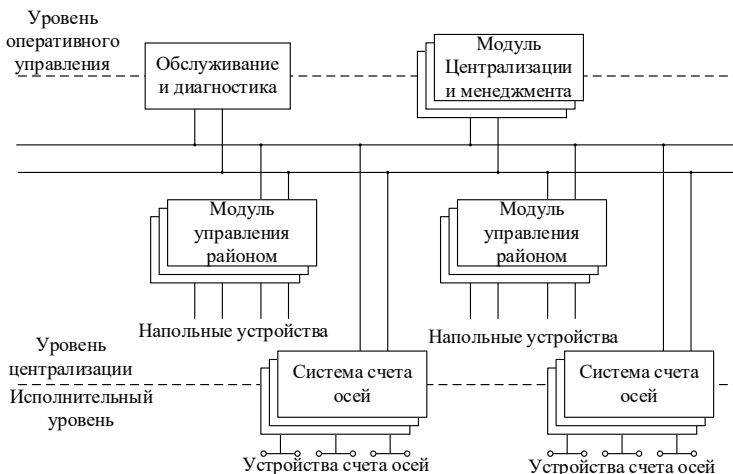 Уровень
оперативного
управления
Обслуживание
и диагностика
Модуль
Централизации
и менеджмента
Модуль
управления
районом
Модуль
управления
районом
Напольные устройства
Напольные устройства
Уровень
централизации
Исполнительный
уровень
Система счета
осей
Система счета
осей
Устройства счета осей
Устройства счета осей